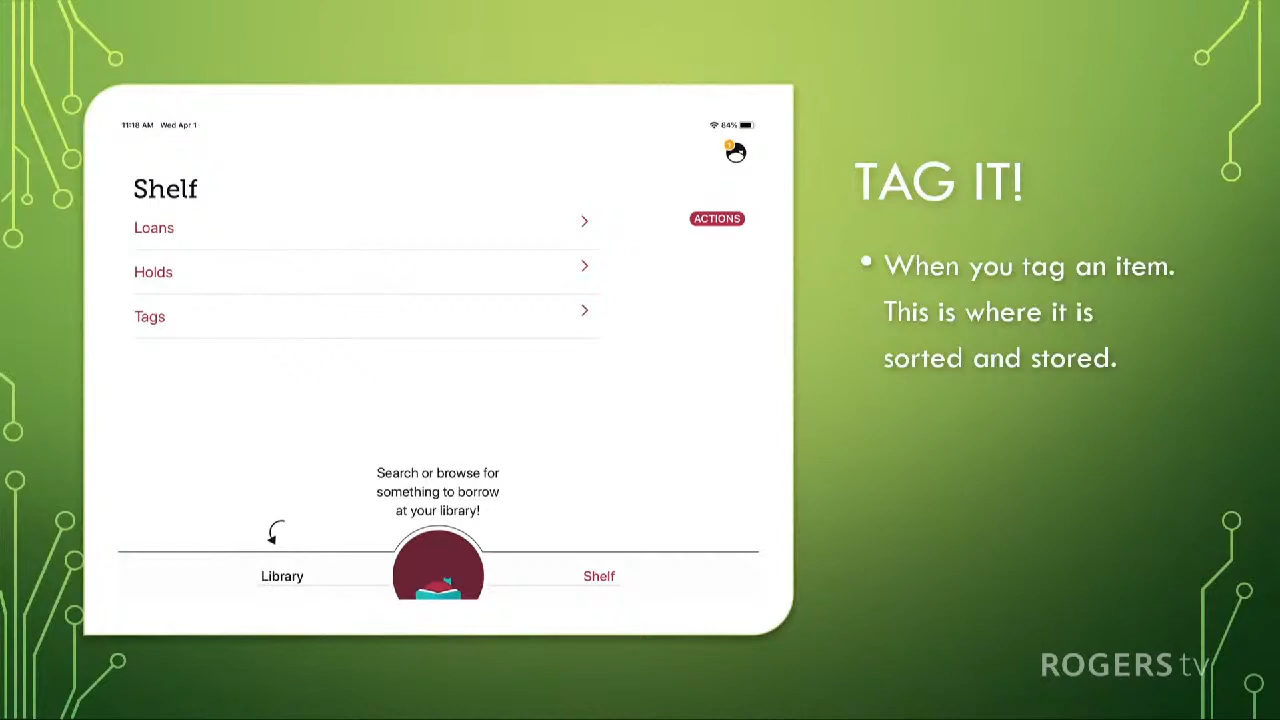 11:18 AM Wed Apr 1
84%
Shelf
Loans
ACTIONS
Holds
Tags
Search or browse for
something to borrow
at your library!
Library
Shelf
TAG IT!
• When you tag an item.
This is where it is
sorted and stored.
ROGERS tv